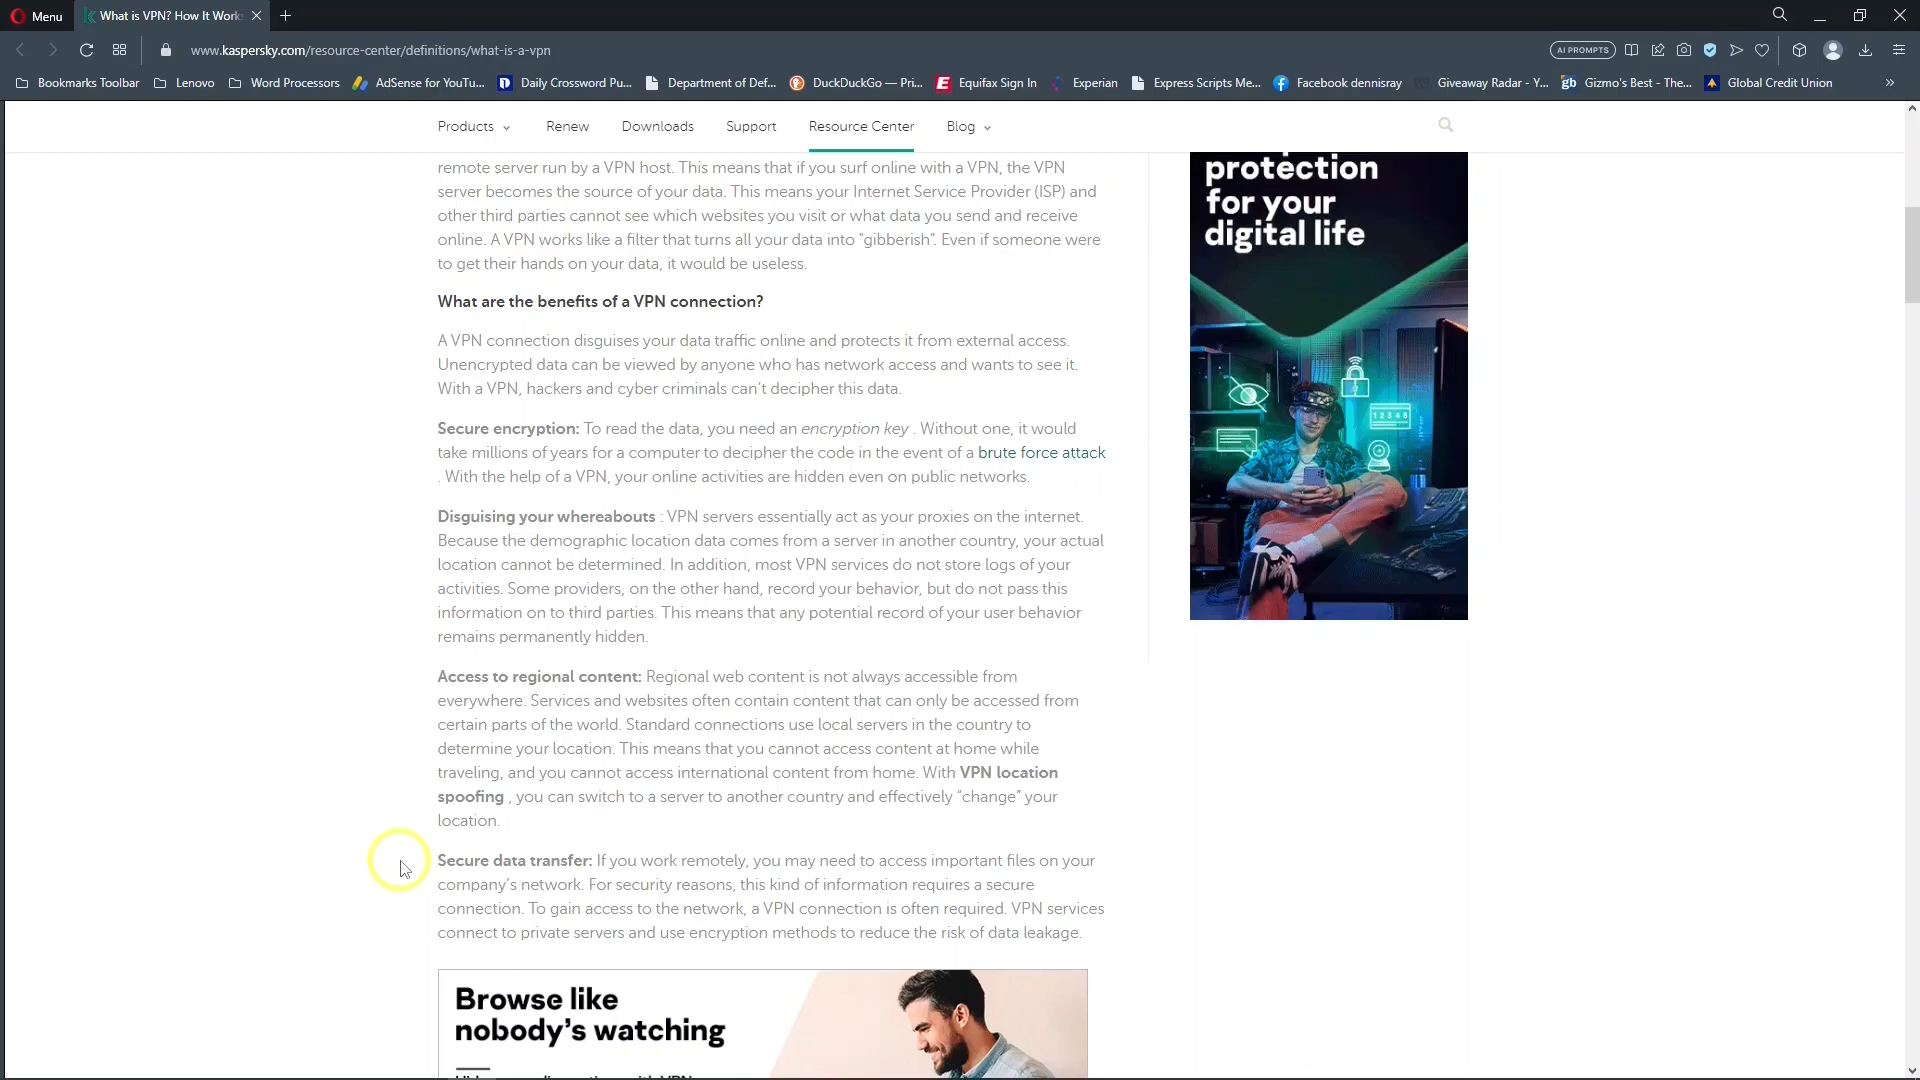 Menu
What is VPN? How It Work
www.kaspersky.com/resource-center/definitions/what-is-a-vpn
AI PROMPTS
Bookmarks Toolbar
Lenovo
Word Processors
AdSense for YouTu...
Daily Crossword Pu...
Department of Def...
DuckDuckGo — Pri...
Equifax Sign In
Experian
Express Scripts Me...
Facebook dennisray
Giveaway Radar - Y...
Gizmo's Best - The...
Global Credit Union
Products
Renew
Downloads
Support
Resource Center
Blog
remote server run by a VPN host. This means that if you surf online with a VPN, the VPN
server becomes the source of your data. This means your Internet Service Provider (ISP) and
other third parties cannot see which websites you visit or what data you send and receive
online. A VPN works like a filter that turns all your data into "gibberish". Even if someone were
to get their hands on your data, it would be useless.
What are the benefits of a VPN connection?
A VPN connection disguises your data traffic online and protects it from external access.
Unencrypted data can be viewed by anyone who has network access and wants to see it.
With a VPN, hackers and cyber criminals can't decipher this data.
Secure encryption: To read the data, you need an encryption key . Without one, it would
take millions of years for a computer to decipher the code in the event of a brute force attack
. With the help of a VPN, your online activities are hidden even on public networks.
Disguising your whereabouts : VPN servers essentially act as your proxies on the internet.
Because the demographic location data comes from a server in another country, your actual
location cannot be determined. In addition, most VPN services do not store logs of your
activities. Some providers, on the other hand, record your behavior, but do not pass this
information on to third parties. This means that any potential record of your user behavior
remains permanently hidden.
Access to regional content: Regional web content is not always accessible from
everywhere. Services and websites often contain content that can only be accessed from
certain parts of the world. Standard connections use local servers in the country to
determine your location. This means that you cannot access content at home while
traveling, and you cannot access international content from home. With VPN location
spoofing , you can switch to a server to another country and effectively “change” your
location.
Secure data transfer: If you work remotely, you may need to access important files on your
company's network. For security reasons, this kind of information requires a secure
connection. To gain access to the network, a VPN connection is often required. VPN services
connect to private servers and use encryption methods to reduce the risk of data leakage.
Browse like
nobody's watching
protection
for your
digital life
1 2 3 4 5